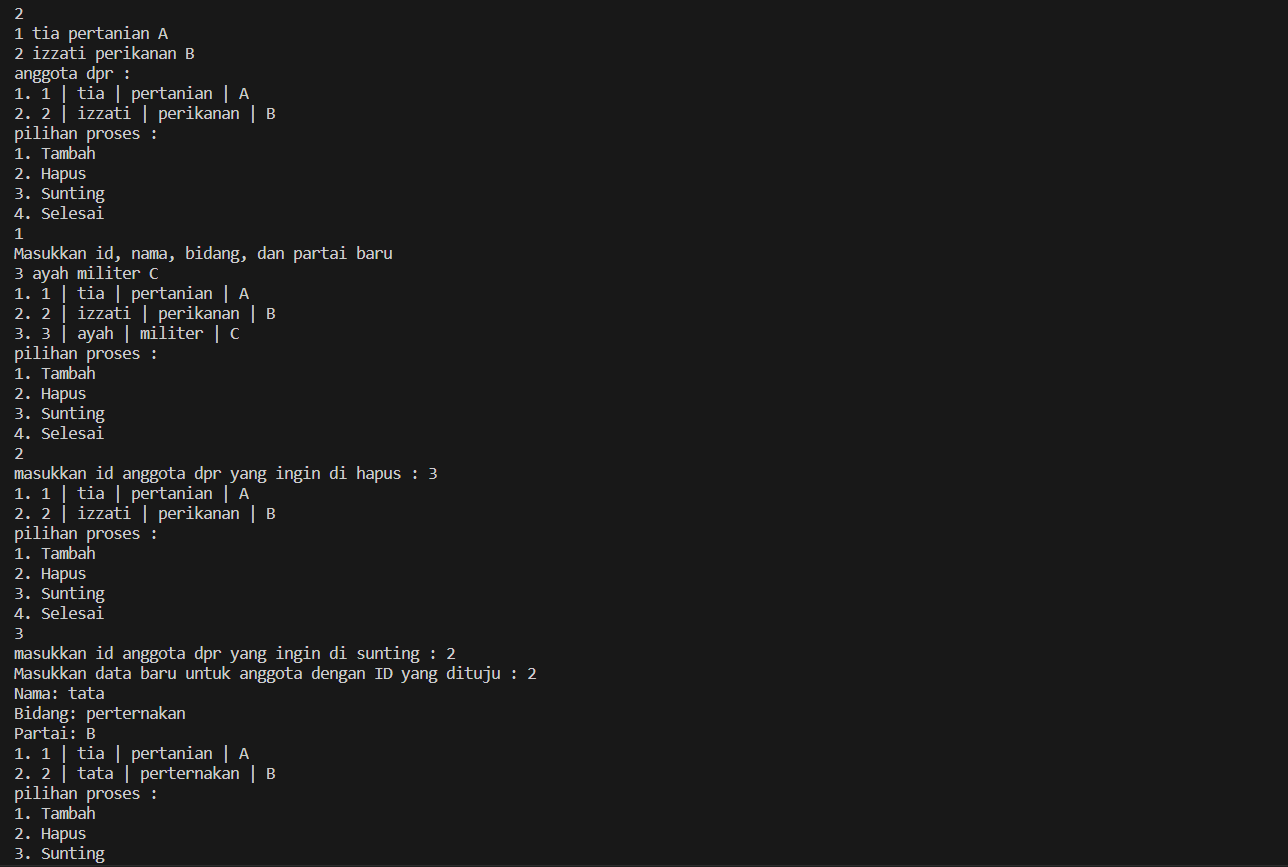 2
1 tia pertanian A
2 izzati perikanan B
anggota dpr :
1. 1 | tia | pertanian | A
2. 2 | izzati | perikanan | B
pilihan proses :
1. Tambah
2. Hapus
3. Sunting
4. Selesai
1
Masukkan id, nama, bidang, dan partai baru
3 ayah militer C
1. 1 | tia | pertanian | A
2. 2 | izzati | perikanan | B
3. 3 | ayah | militer | C
pilihan proses :
1. Tambah
2. Hapus
3. Sunting
4. Selesai
2
masukkan id anggota dpr yang ingin di hapus : 3
1. 1 | tia | pertanian | A
2. 2 | izzati | perikanan | B
pilihan proses :
1. Tambah
2. Hapus
3. Sunting
4. Selesai
3
masukkan id anggota dpr yang ingin di sunting : 2
Masukkan data baru untuk anggota dengan ID yang dituju : 2
Nama: tata
Bidang: perternakan
Partai: B
1. 1 | tia | pertanian | A
2. 2 | tata | perternakan | B
pilihan proses :
1. Tambah
2. Hapus
3. Sunting